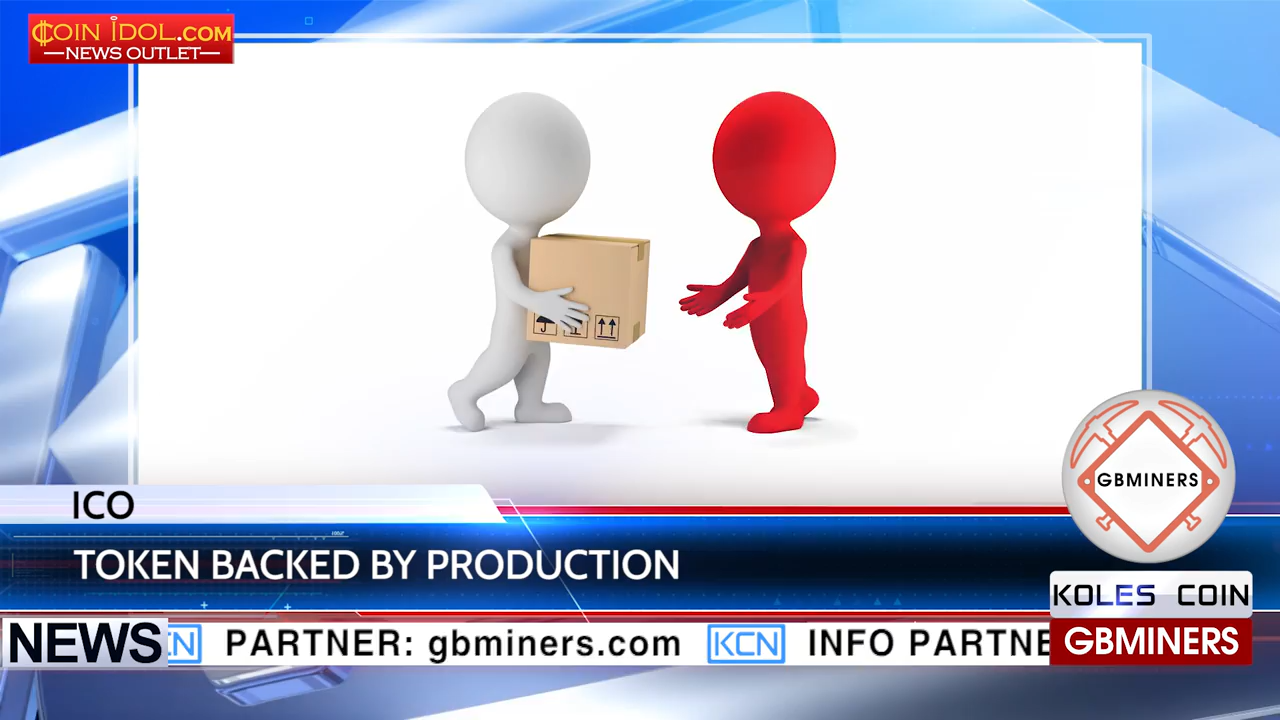 COIN IDOL.COM
NEWS OUTLET
GBMINERS
ICO
TOKEN BACKED BY PRODUCTION
KOLES COIN
NEWS
PARTNER: gbminers.com KCN INFO PARTNE
GBMINERS